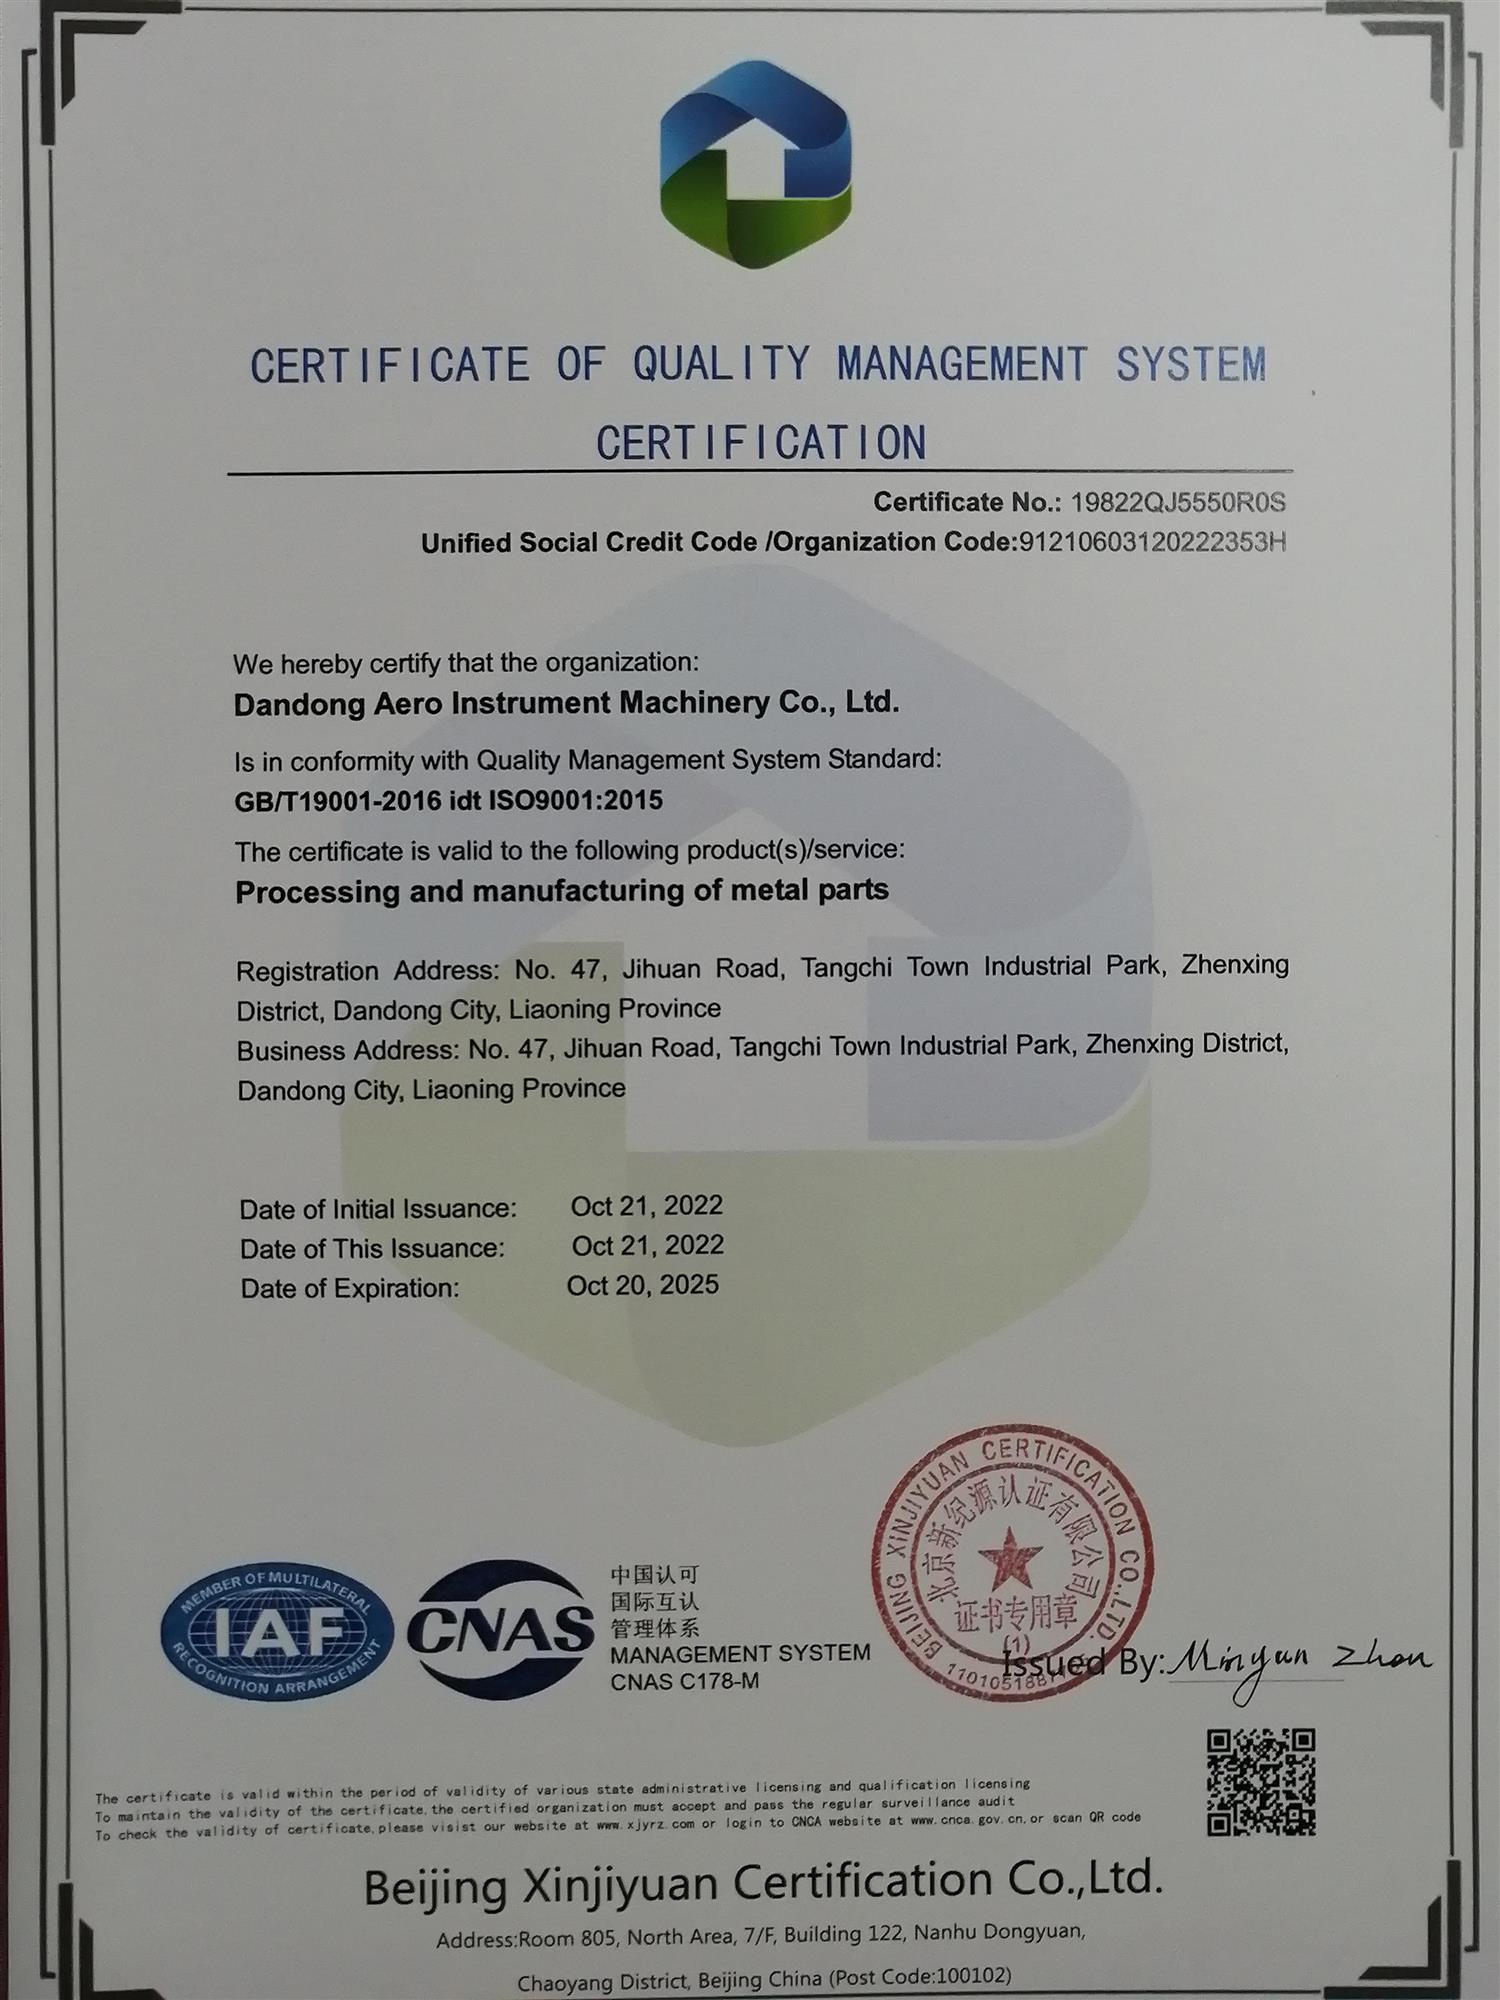 CERTIFICATE OF QUALITY MANAGEMENT SYSTEM
CERTIFICATION
Certificate No.: 19822QJ5550R0S
Unified Social Credit Code /Organization Code:91210603120222353H
We hereby certify that the organization:
Dandong Aero Instrument Machinery Co., Ltd.
Is in conformity with Quality Management System Standard:
GB/T19001-2016 idt ISO9001:2015
The certificate is valid to the following product(s)/service:
Processing and manufacturing of metal parts
Registration Address: No. 47, Jihuan Road, Tangchi Town Industrial Park, Zhenxing
District, Dandong City, Liaoning Province
Business Address: No. 47, Jihuan Road, Tangchi Town Industrial Park, Zhenxing District,
Dandong City, Liaoning Province
Date of Initial Issuance: Oct 21, 2022
Date of This Issuance: Oct 21, 2022
Date of Expiration: Oct 20, 2025
MEMBER OF MULTILATERAL
IAF
RECOGNITION ARRANGEMENT
CNAS
中国认可
国际互认
管理体系
MANAGEMENT SYSTEM
CNAS C178-M
BEIJING XINJIYUAN CERTIFICATION CO.,LTD.
北京新纪源认证有限公司
证书专用章
(1)
Issued By: Minyun Zhou
The certificate is valid within the period of validity of various state administrative licensing and qualification licensing
To maintain the validity of the certificate,the certified organization must accept and pass the regular surveillance audit
To check the validity of certificate,please visist our website at www.xjyrz.com or login to CNCA website at www.cnca.gov.cn,or scan QR code
Beijing Xinjiyuan Certification Co.,Ltd.
Address:Room 805, North Area, 7/F, Building 122, Nanhu Dongyuan,
Chaoyang District, Beijing China (Post Code:100102)